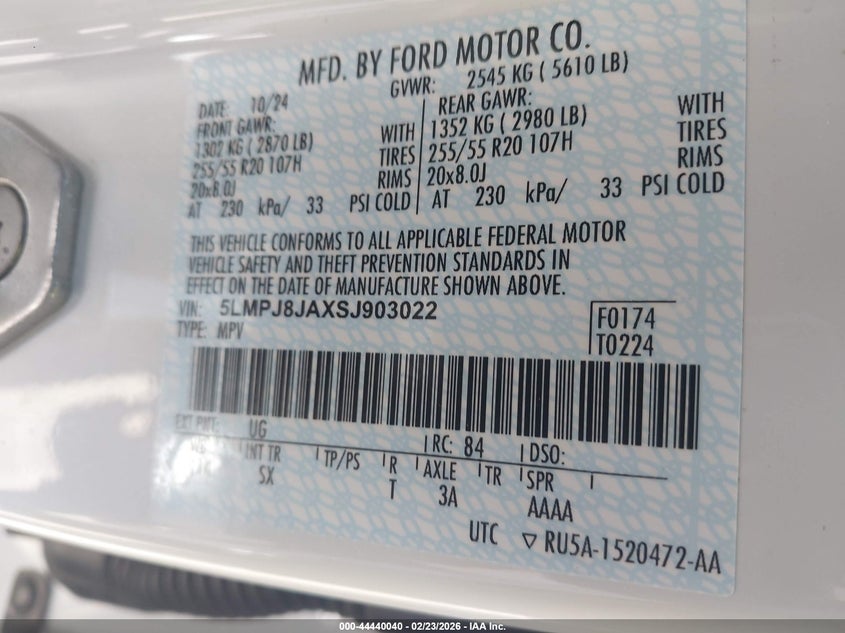 MFD. BY FORD MOTOR CO.
DATE: 10/24
GVWR: 2545 KG ( 5610 LB)
FRONT GAWR:
1302 KG ( 2870 LB)
255/55 R20 107H
20x8.0J
WITH
TIRES
RIMS
AT 230 kPa/ 33 PSI COLD
REAR GAWR:
1352 KG ( 2980 LB)
255/55 R20 107H
20x8.0J
WITH
TIRES
RIMS
AT 230 kPa/ 33 PSI COLD
THIS VEHICLE CONFORMS TO ALL APPLICABLE FEDERAL MOTOR
VEHICLE SAFETY AND THEFT PREVENTION STANDARDS IN
EFFECT ON THE DATE OF MANUFACTURE SHOWN ABOVE.
VIN: 5LMPJ8JAXSJ903022
TYPE: MPV
F0174
T0224
EXT PNT: UG
RC: 84 DSO:
INT TR TP/PS R AXLE TR SPR
SX T 3A AAAA
UTC ▽ RU5A-1520472-AA
000-44440040 - 02/23/2026 - IAA Inc.